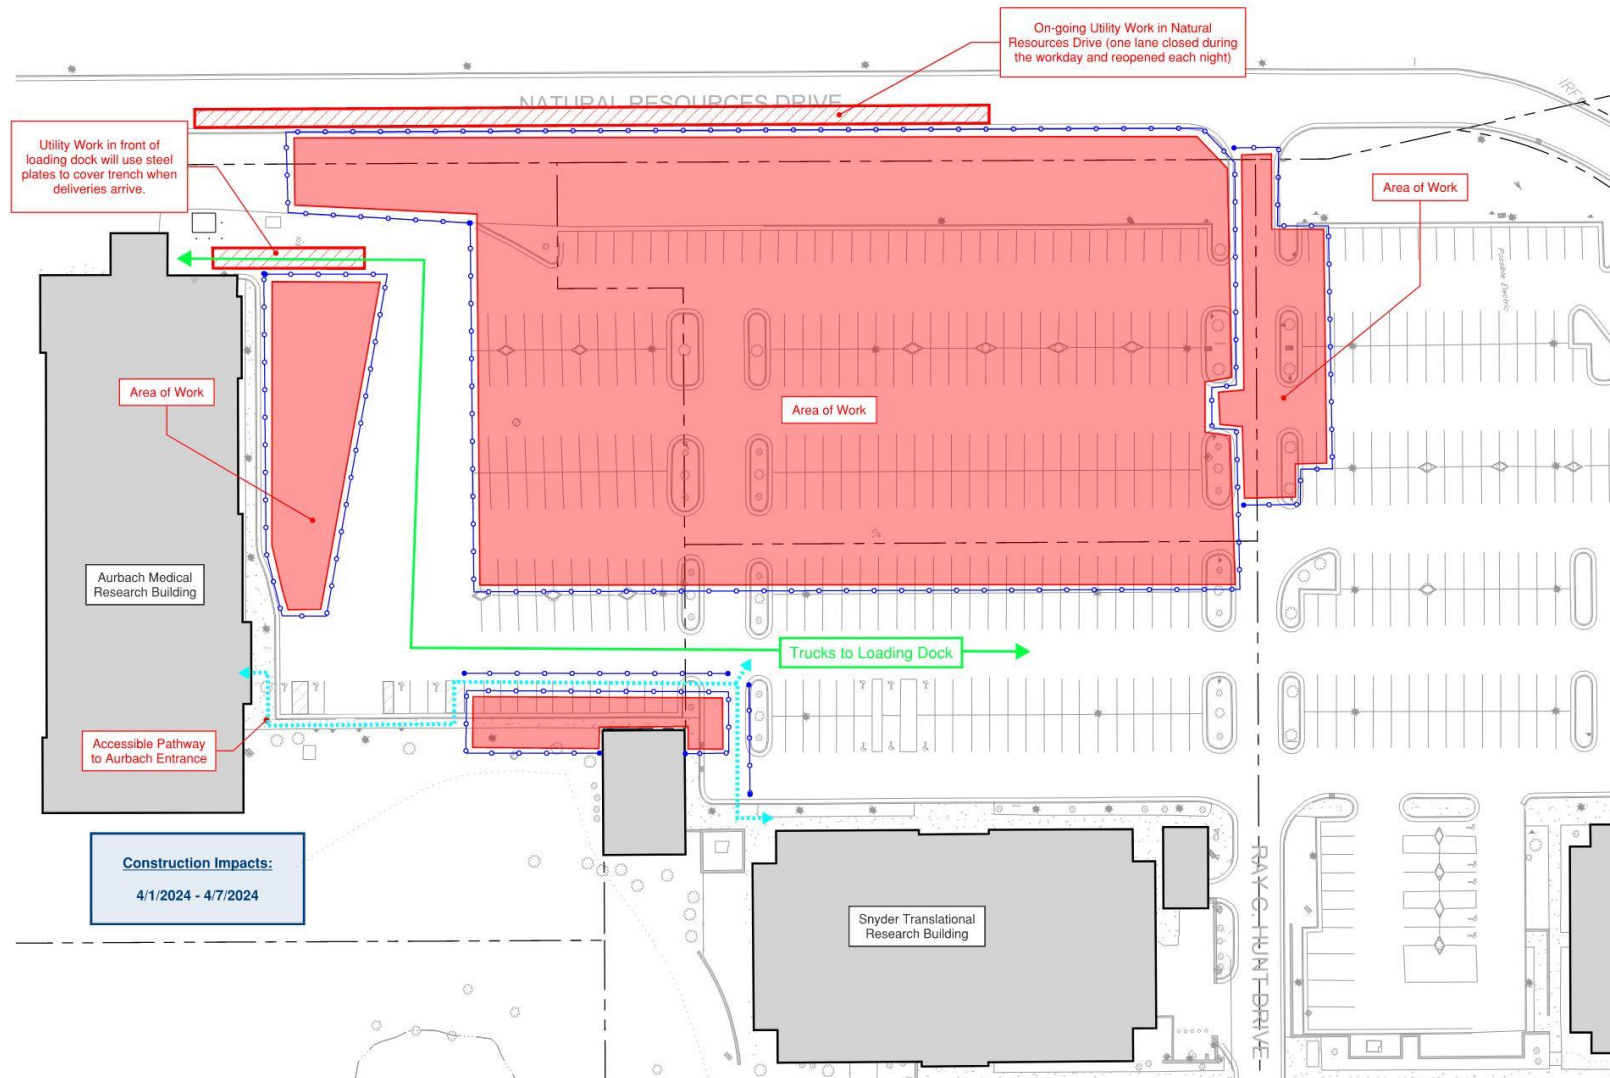 On-going Utility Work in Natural
Resources Drive (one lane closed during
the workday and reopened each night)
NATURAL RESOURCES DRIVE
Utility Work in front of
loading dock will use steel
plates to cover trench when
deliveries arrive.
Area of Work
Possible Electric
Area of Work
Area of Work
Aurbach Medical
Research Building
Trucks to Loading Dock
Accessible Pathway
to Aurbach Entrance
Construction Impacts:
4/1/2024 - 4/7/2024
Snyder Translational
Research Building
RAY C. HUNT DRIVE